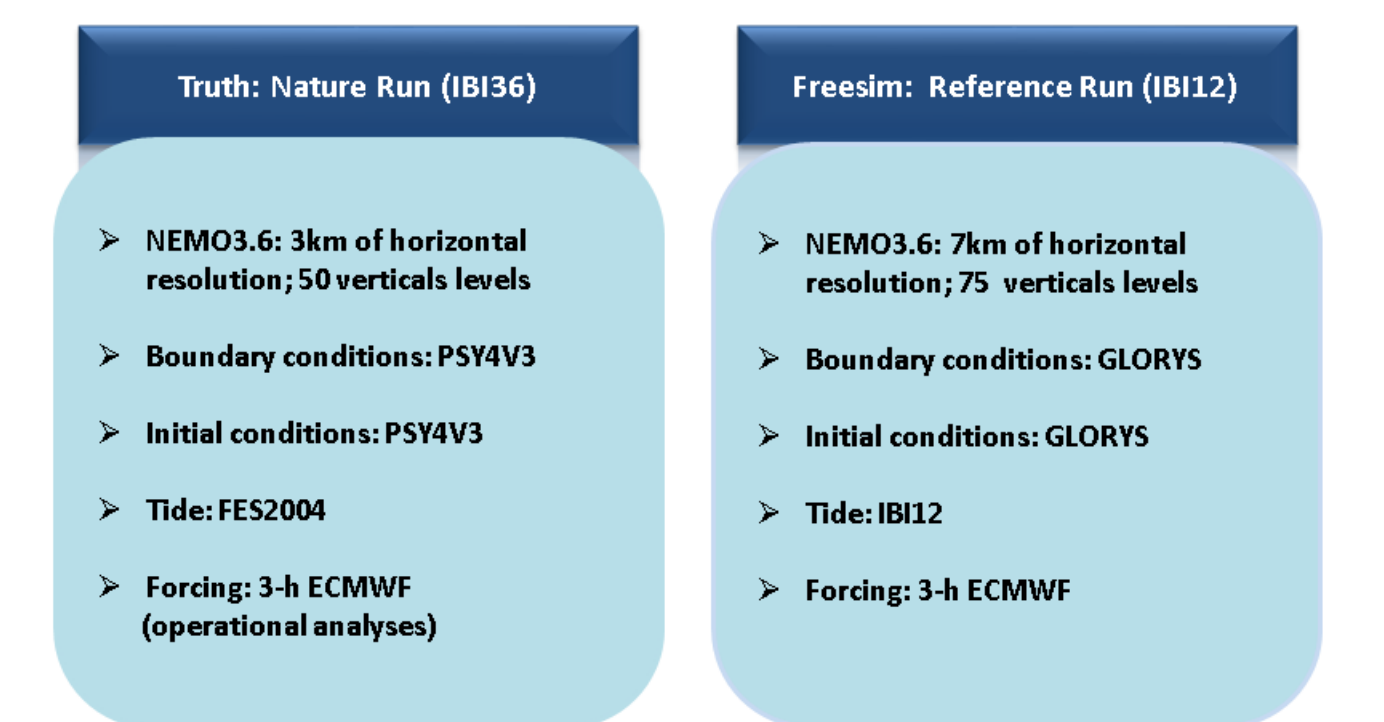 Truth: Nature Run (IBI36)
➢ NEMO3.6: 3km of horizontal
resolution; 50 verticals levels
➢ Boundary conditions: PSY4V3
➢ Initial conditions: PSY4V3
➢ Tide: FES2004
➢ Forcing: 3-h ECMWF
(operational analyses)
Freesim: Reference Run (IBI12)
➢ NEMO3.6: 7km of horizontal
resolution; 75 verticals levels
➢ Boundary conditions: GLORYS
➢ Initial conditions: GLORYS
➢ Tide: IBI12
➢ Forcing: 3-h ECMWF